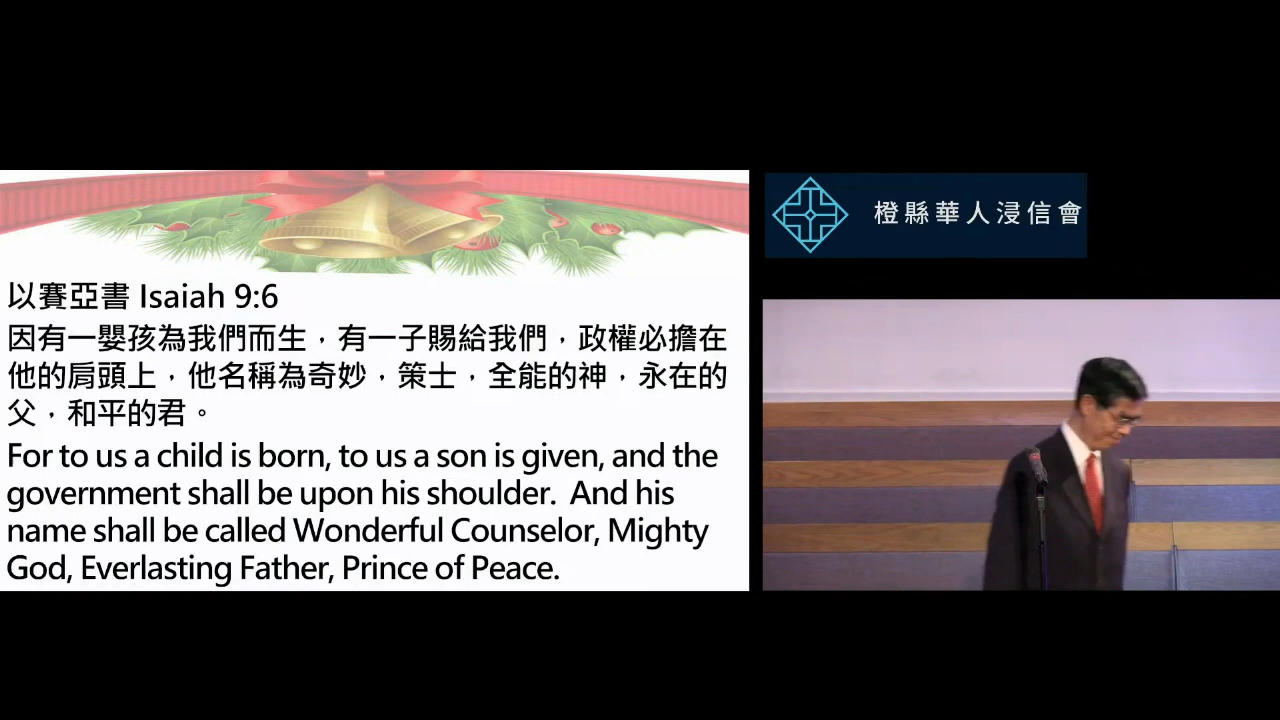 以賽亞書 Isaiah 9:6
因有一嬰孩為我們而生，有一子賜給我們，政權必擔在
他的肩頭上，他名稱為奇妙，策士，全能的神，永在的
父，和平的君。
For to us a child is born, to us a son is given, and the
government shall be upon his shoulder.  And his
name shall be called Wonderful Counselor, Mighty
God, Everlasting Father, Prince of Peace.
橙縣華人浸信會